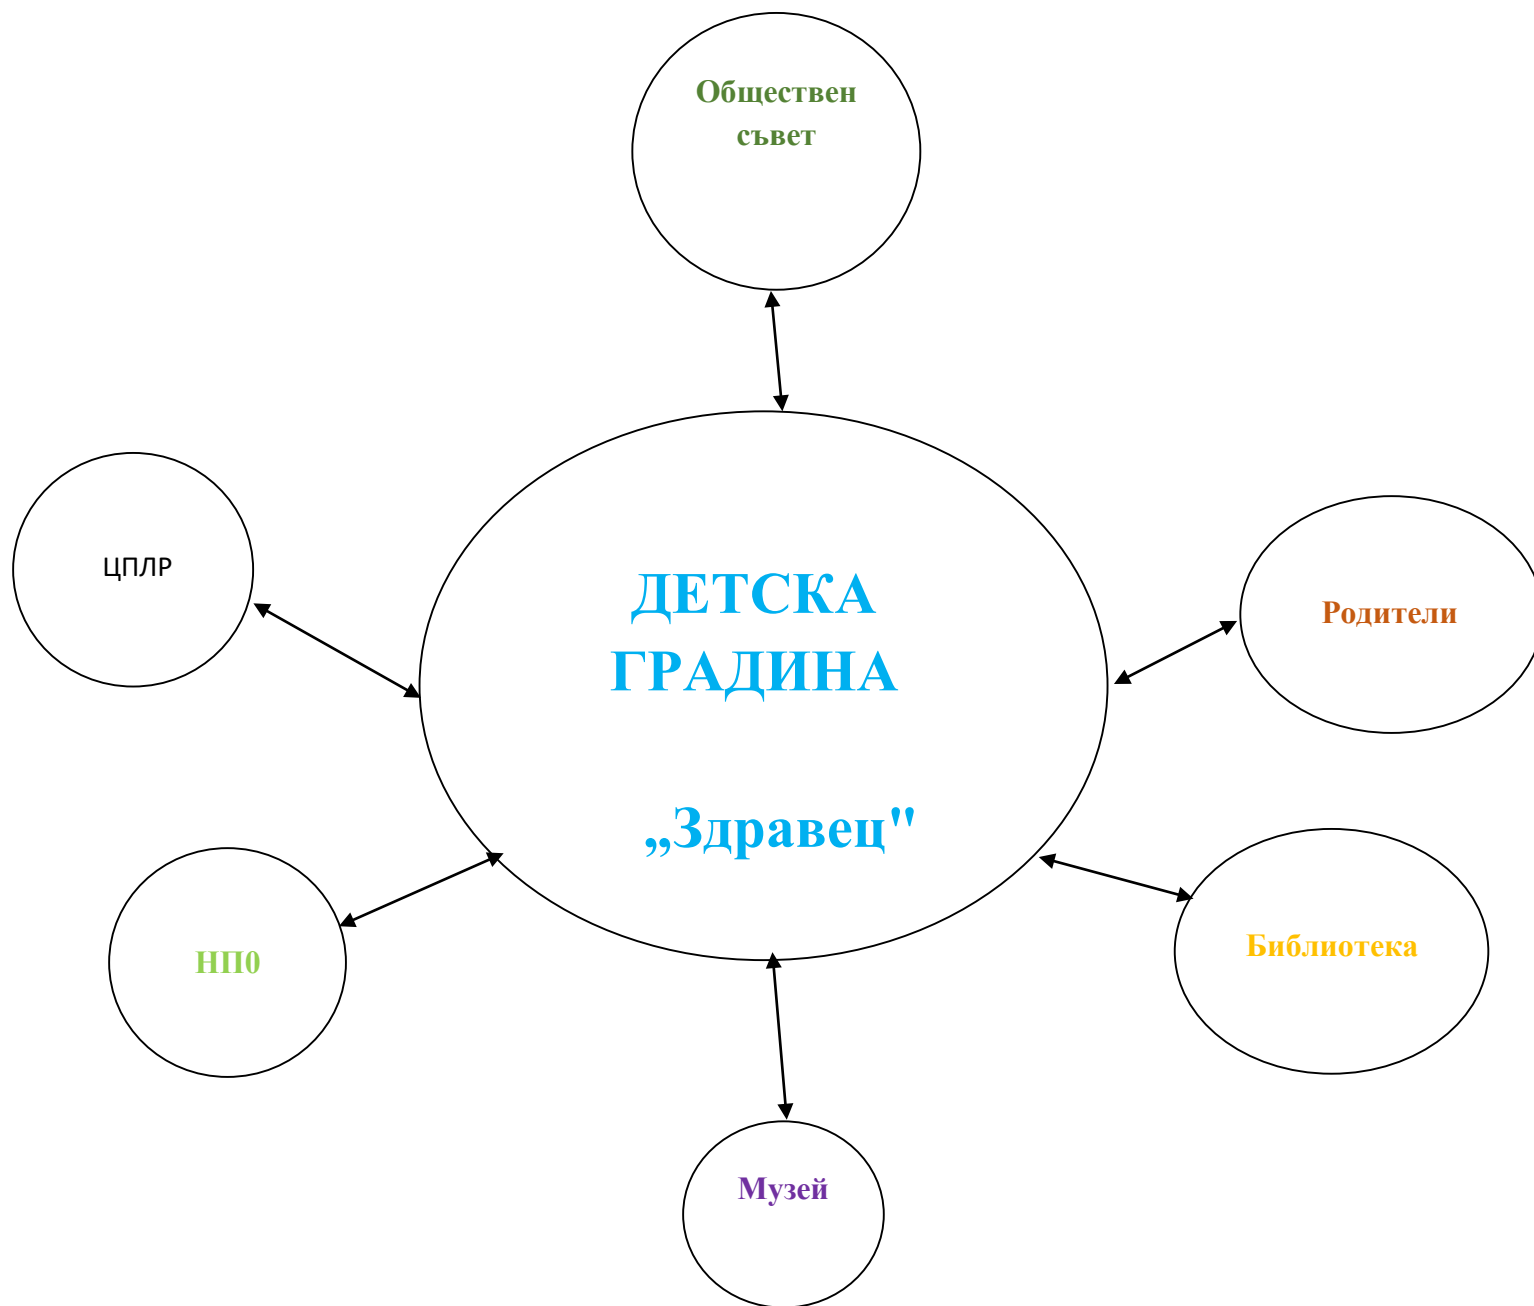 Обществен
съвет
ЦПЛР
ДЕТСКА
ГРАДИНА
„Здравец"
Родители
НП0
Библиотека
Музей